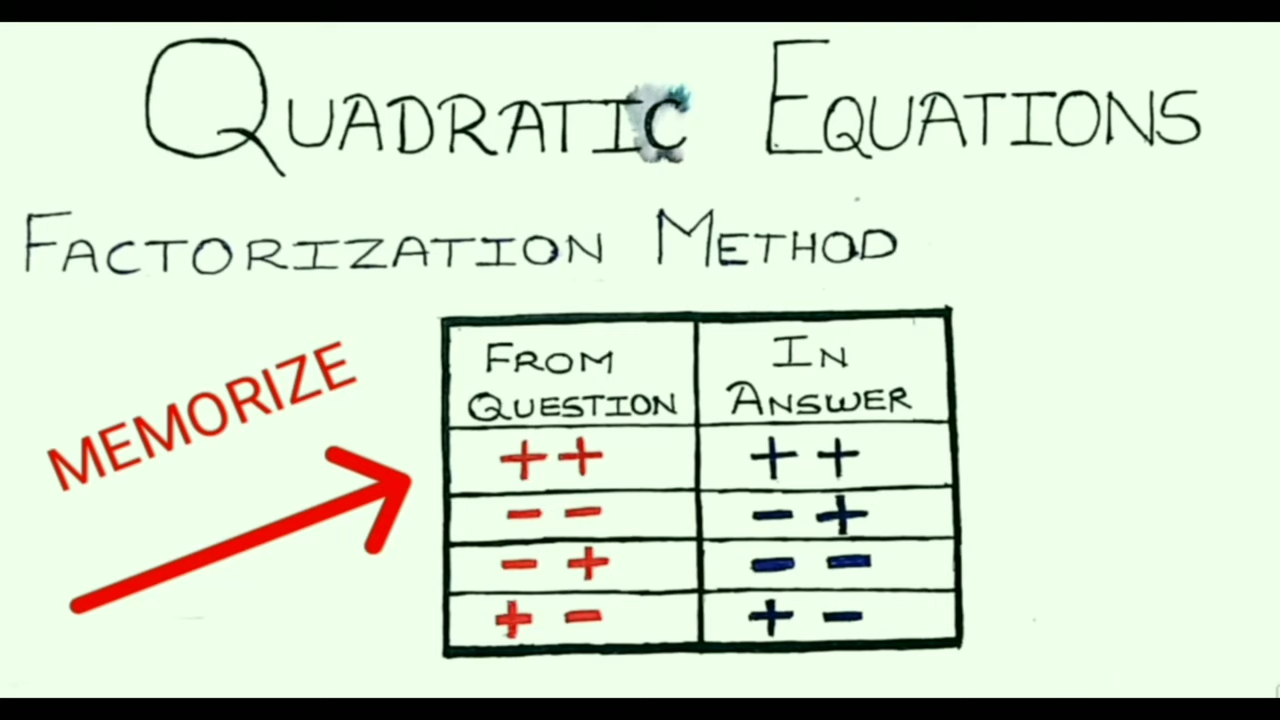 QUADRATIC EQUATIONS
FACTORIZATION METHOD
MEMORIZE
FROM QUESTION
IN ANSWER
++ ++
-- -+
-+ --
+- +-